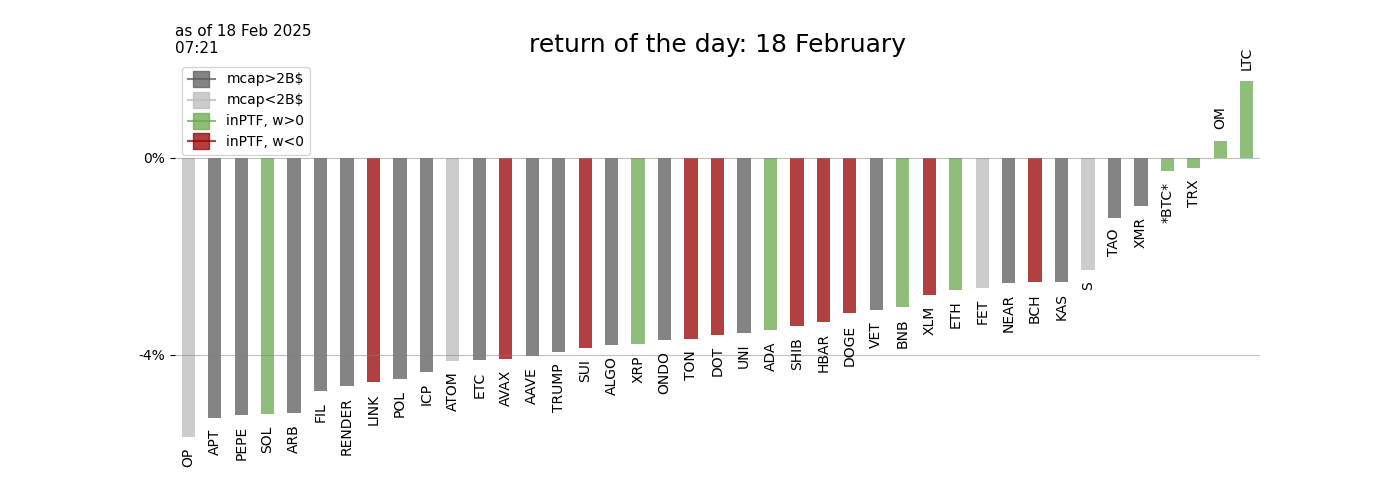 as of 18 Feb 2025
07:21
return of the day: 18 February
mcap>2B$
mcap<2B$
inPTF, w>0
inPTF, w<0
0%
-4%
OP
APT
PEPE
SOL
ARB
FIL
RENDER
LINK
POL
ICP
ATOM
ETC
AVAX
AAVE
TRUMP
SUI
ALGO
XRP
ONDO
TON
DOT
UNI
ADA
SHIB
HBAR
DOGE
VET
BNB
XLM
ETH
FET
NEAR
BCH
KAS
S
TAO
XMR
*BTC*
TRX
OM
LTC